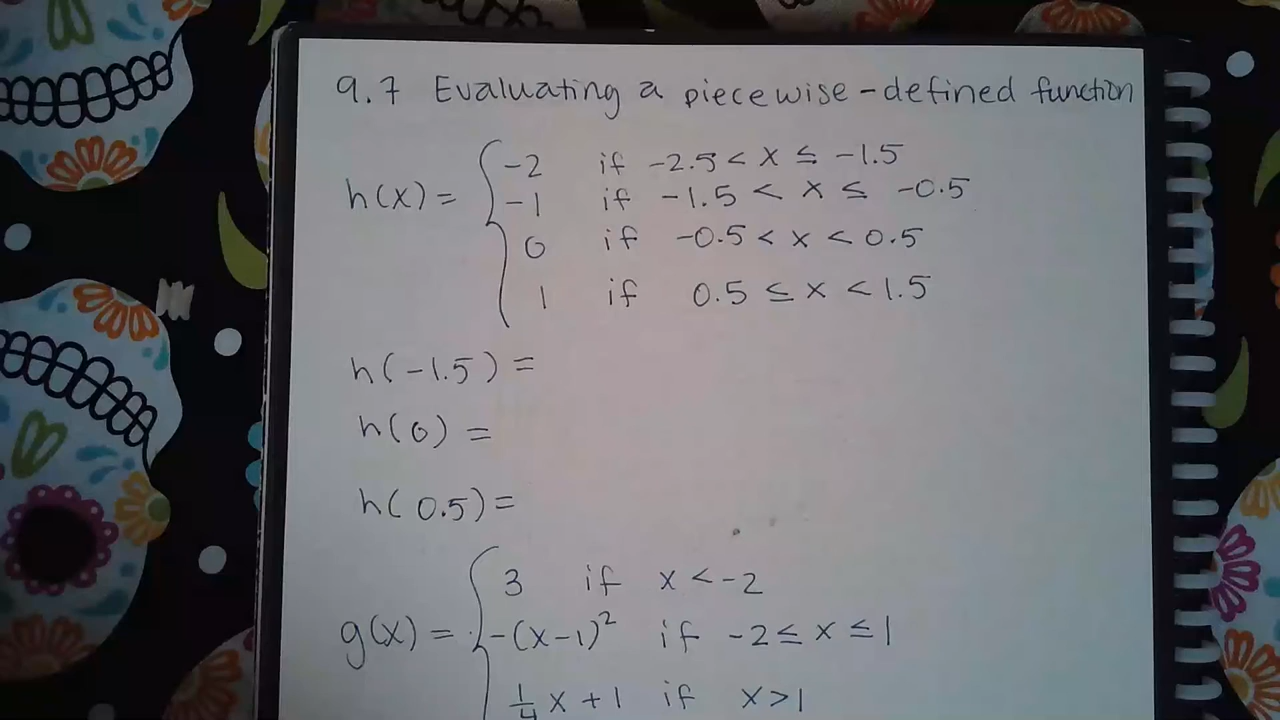 9.7 Evaluating a piecewise-defined function
h(x) = { -2 if -2.5 < x ≤ -1.5
-1 if -1.5 < x ≤ -0.5
0 if -0.5 < x < 0.5
1 if 0.5 ≤ x < 1.5
h(-1.5) =
h(0) =
h(0.5) =
g(x) = { 3 if x < -2
-(x-1)² if -2 ≤ x ≤ 1
¼x + 1 if x > 1